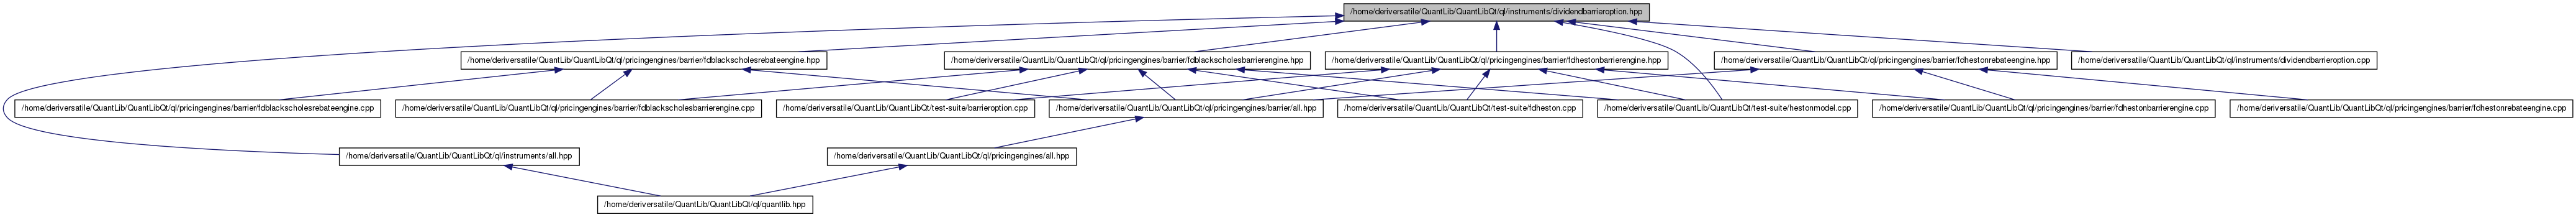 /home/deriversatile/QuantLib/QuantLibQt/ql/instruments/dividendbarrieroption.hpp
/home/deriversatile/QuantLib/QuantLibQt/ql/pricingengines/barrier/fdblackscholesrebateengine.hpp
/home/deriversatile/QuantLib/QuantLibQt/ql/pricingengines/barrier/fdblackscholesbarrierengine.hpp
/home/deriversatile/QuantLib/QuantLibQt/ql/pricingengines/barrier/fdhestonbarrierengine.hpp
/home/deriversatile/QuantLib/QuantLibQt/ql/pricingengines/barrier/fdhestonrebateengine.hpp
/home/deriversatile/QuantLib/QuantLibQt/ql/instruments/dividendbarrieroption.cpp
/home/deriversatile/QuantLib/QuantLibQt/ql/pricingengines/barrier/fdblackscholesrebateengine.cpp
/home/deriversatile/QuantLib/QuantLibQt/ql/pricingengines/barrier/fdblackscholesbarrierengine.cpp
/home/deriversatile/QuantLib/QuantLibQt/test-suite/barrieroption.cpp
/home/deriversatile/QuantLib/QuantLibQt/ql/pricingengines/barrier/all.hpp
/home/deriversatile/QuantLib/QuantLibQt/test-suite/fdheston.cpp
/home/deriversatile/QuantLib/QuantLibQt/test-suite/hestonmodel.cpp
/home/deriversatile/QuantLib/QuantLibQt/ql/pricingengines/barrier/fdhestonbarrierengine.cpp
/home/deriversatile/QuantLib/QuantLibQt/ql/pricingengines/barrier/fdhestonrebateengine.cpp
/home/deriversatile/QuantLib/QuantLibQt/ql/instruments/all.hpp
/home/deriversatile/QuantLib/QuantLibQt/ql/pricingengines/all.hpp
/home/deriversatile/QuantLib/QuantLibQt/ql/quantlib.hpp